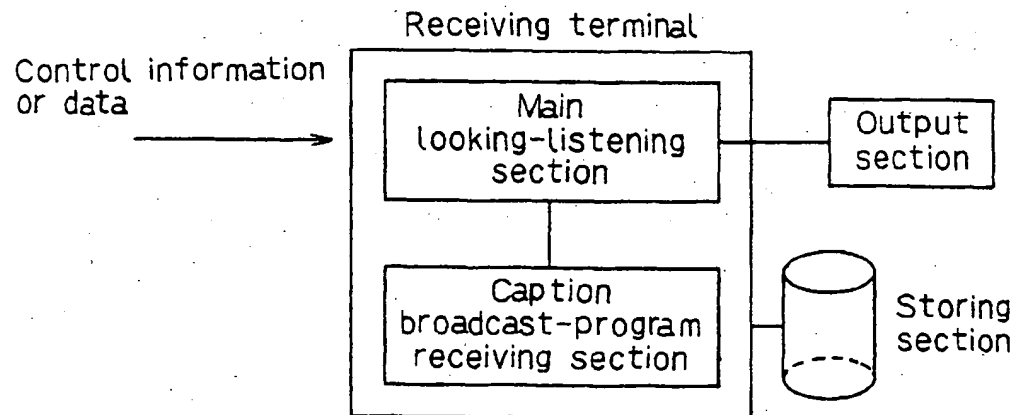 Receiving terminal
Control information
or data
Main
looking-listening
section
Output
section
Caption
broadcast-program
receiving section
Storing
section